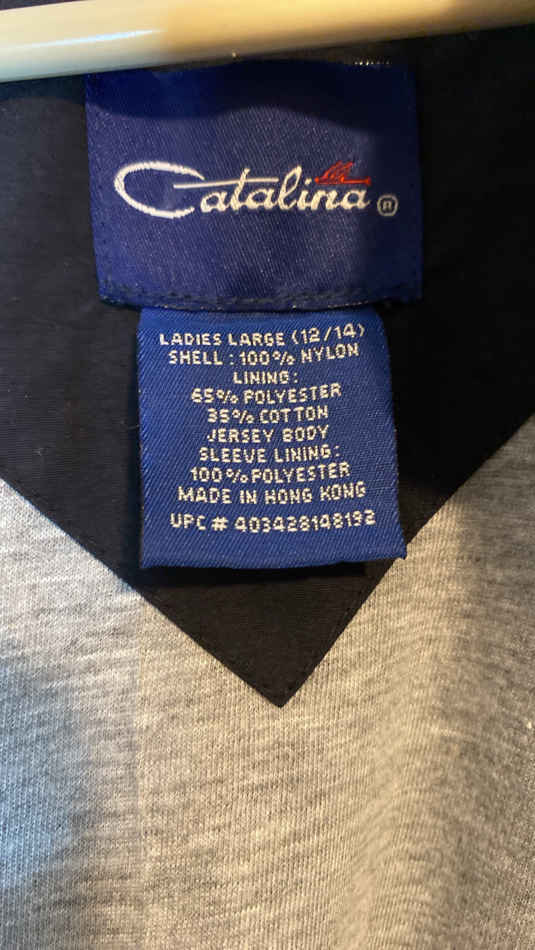 Catalina ®
LADIES LARGE (12/14)
SHELL : 100% NYLON
LINING:
65% POLYESTER
35% COTTON
JERSEY BODY
SLEEVE LINING:
100% POLYESTER
MADE IN HONG KONG
UPC # 403428148192